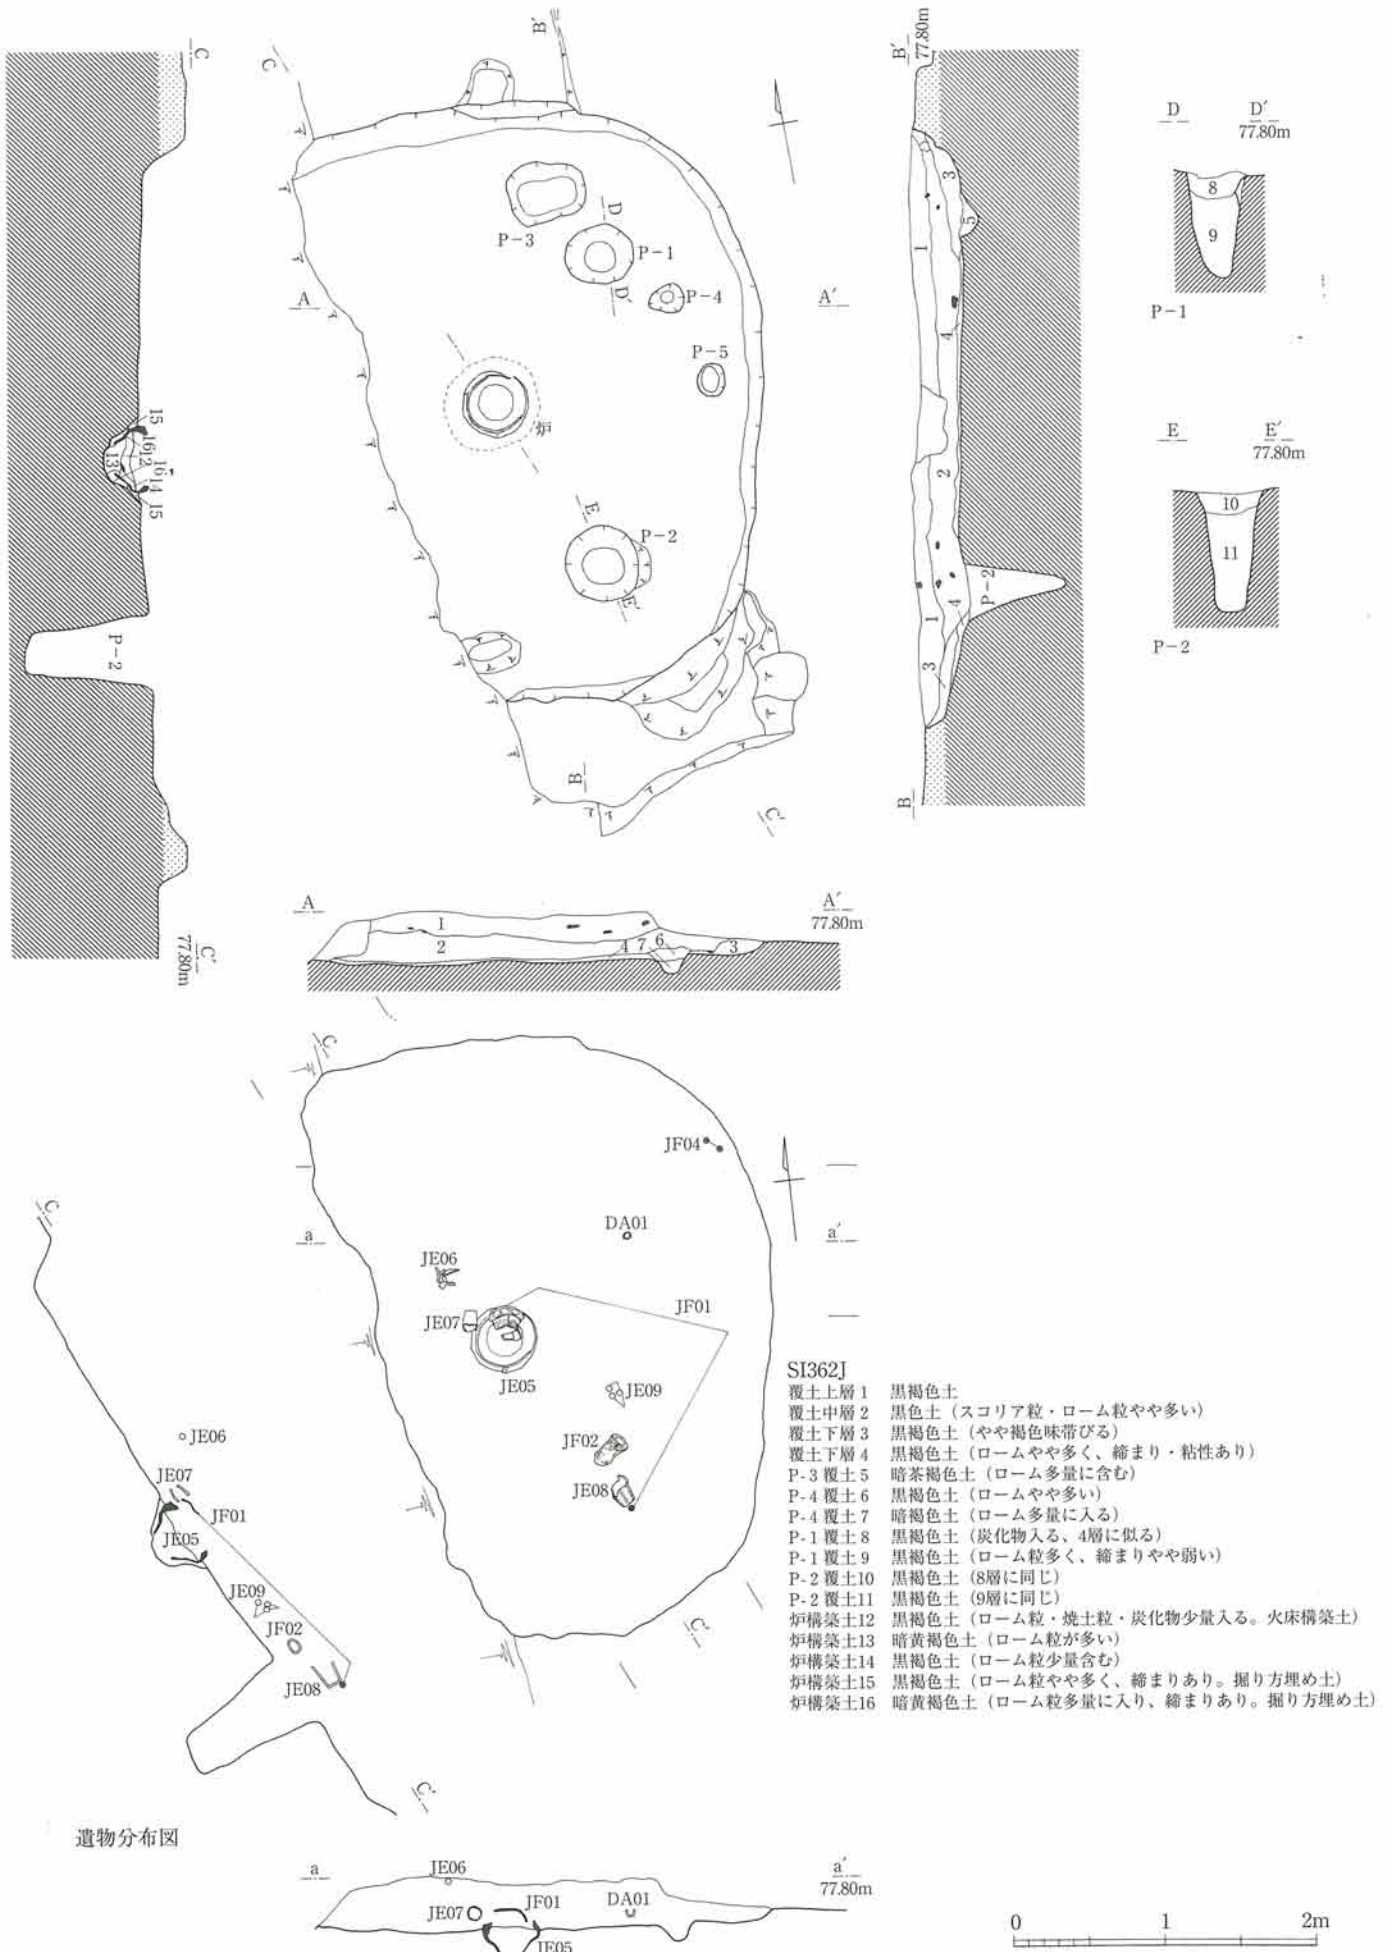 C
C
B′
B′
77.80m
D D′
77.80m
8
9
P-1
P-3
D
P-1
D′
P-4
P-5
A A′
炉
E
P-2
E′
B
C′
15
16
12
13
16
14
15
P-2
C′
77.80m
3
5
1
4
2
4
P-2
1
3
B
E E′
77.80m
10
11
P-2
A A′
77.80m
1
2
4 7 6 3
C
JF04
DA01
a a′
JE06
JF01
JE07
JE05
JE09
JF02
JE08
C′
C
JE06
JE07
JF01
JE05
JE09
JF02
JE08
C′
SI362J
覆土上層1 黒褐色土
覆土中層2 黒色土（スコリア粒・ローム粒やや多い）
覆土下層3 黒褐色土（やや褐色味帯びる）
覆土下層4 黒褐色土（ロームやや多く、締まり・粘性あり）
P-3覆土5 暗茶褐色土（ローム多量に含む）
P-4覆土6 黒褐色土（ロームやや多い）
P-4覆土7 暗褐色土（ローム多量に入る）
P-1覆土8 黒褐色土（炭化物入る、4層に似る）
P-1覆土9 黒褐色土（ローム粒多く、締まりやや弱い）
P-2覆土10 黒褐色土（8層に同じ）
P-2覆土11 黒褐色土（9層に同じ）
炉構築土12 黒褐色土（ローム粒・焼土粒・炭化物少量入る。火床構築土）
炉構築土13 暗黄褐色土（ローム粒が多い）
炉構築土14 黒褐色土（ローム粒少量含む）
炉構築土15 黒褐色土（ローム粒やや多く、締まりあり。掘り方埋め土）
炉構築土16 暗黄褐色土（ローム粒多量に入り、締まりあり。掘り方埋め土）
遺物分布図
a a′
77.80m
JE06
JE07 JF01 DA01
JE05
0 1 2m